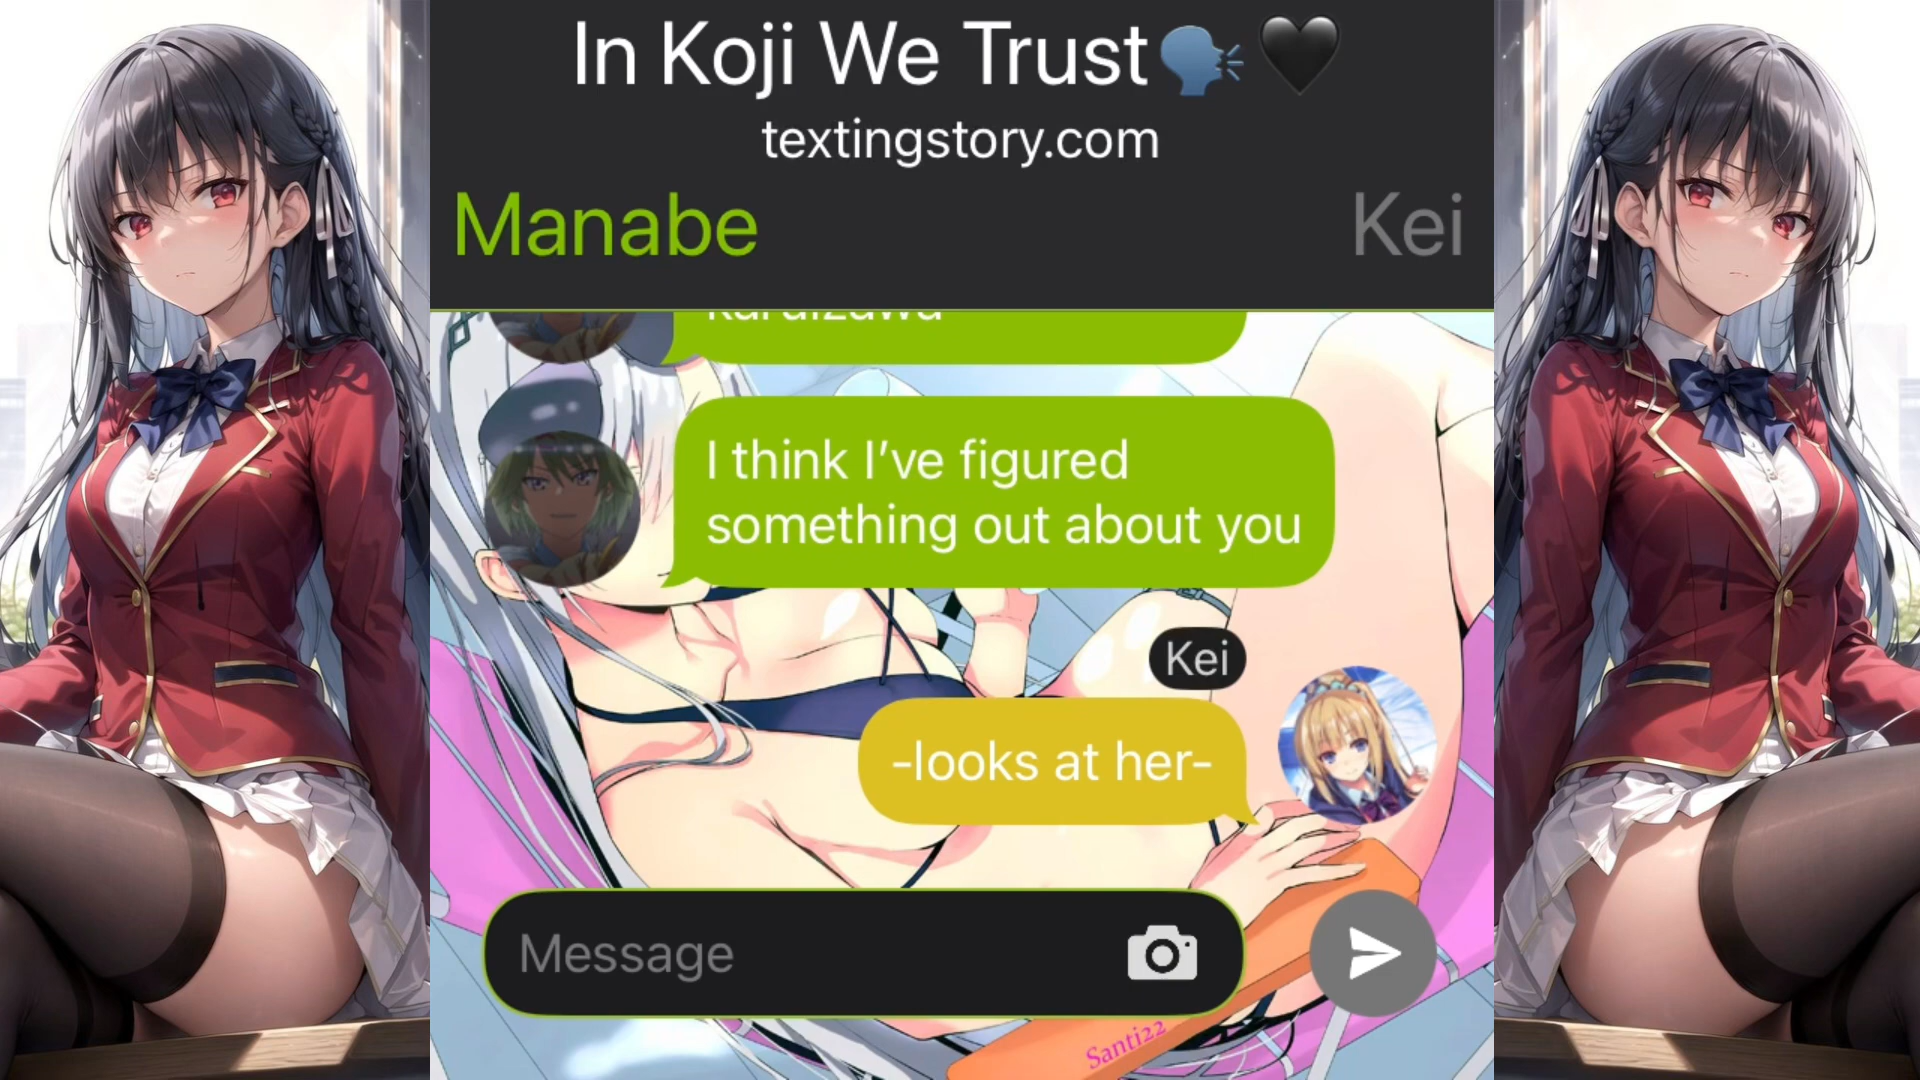 In Koji We Trust
textingstory.com
Manabe
Kei
Karuizawa
I think I've figured
something out about you
Kei
-looks at her-
Message
Santi22